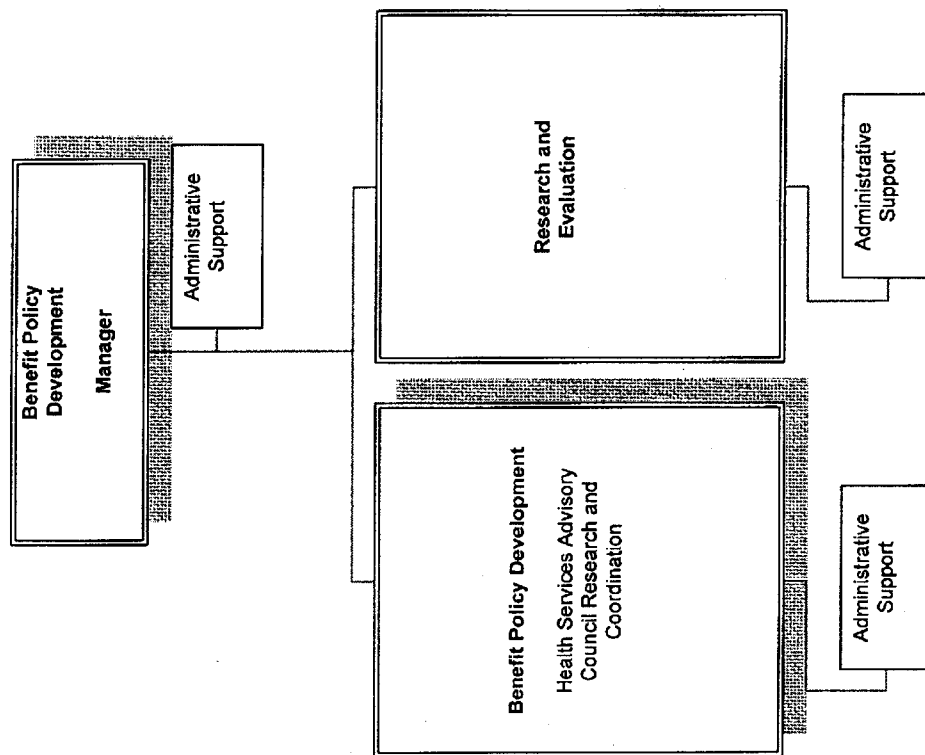 Benefit Policy
Development
Manager
Administrative
Support
Benefit Policy Development
Health Services Advisory
Council Research and
Coordination
Research and
Evaluation
Administrative
Support
Administrative
Support